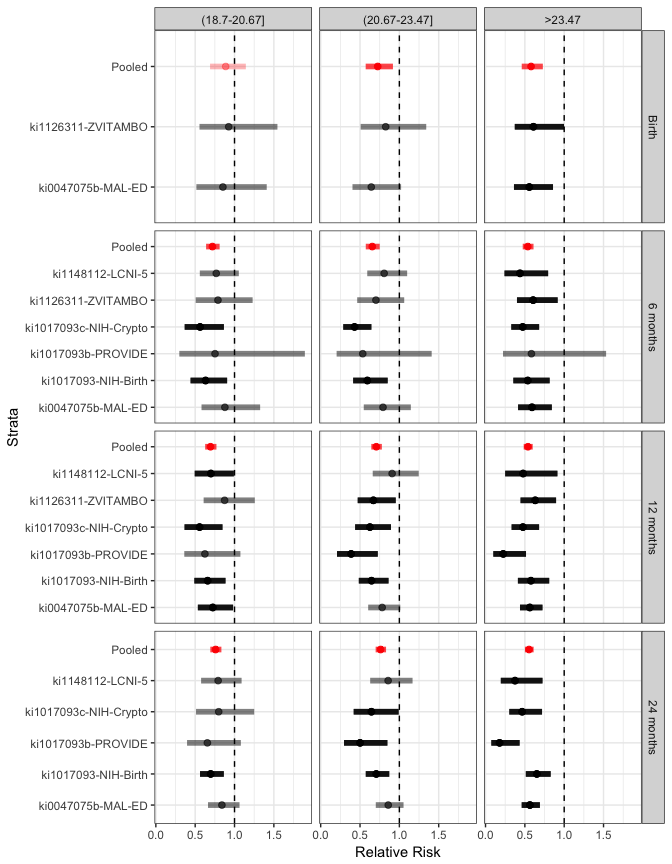 (18.7-20.67]
(20.67-23.47]
>23.47
Strata
Pooled
ki1126311-ZVITAMBO
ki0047075b-MAL-ED
Birth
Pooled
ki1148112-LCNI-5
ki1126311-ZVITAMBO
ki1017093c-NIH-Crypto
ki1017093b-PROVIDE
ki1017093-NIH-Birth
ki0047075b-MAL-ED
6 months
Pooled
ki1148112-LCNI-5
ki1126311-ZVITAMBO
ki1017093c-NIH-Crypto
ki1017093b-PROVIDE
ki1017093-NIH-Birth
ki0047075b-MAL-ED
12 months
Pooled
ki1148112-LCNI-5
ki1017093c-NIH-Crypto
ki1017093b-PROVIDE
ki1017093-NIH-Birth
ki0047075b-MAL-ED
24 months
0.0 0.5 1.0 1.5 0.0 0.5 1.0 1.5 0.0 0.5 1.0 1.5
Relative Risk